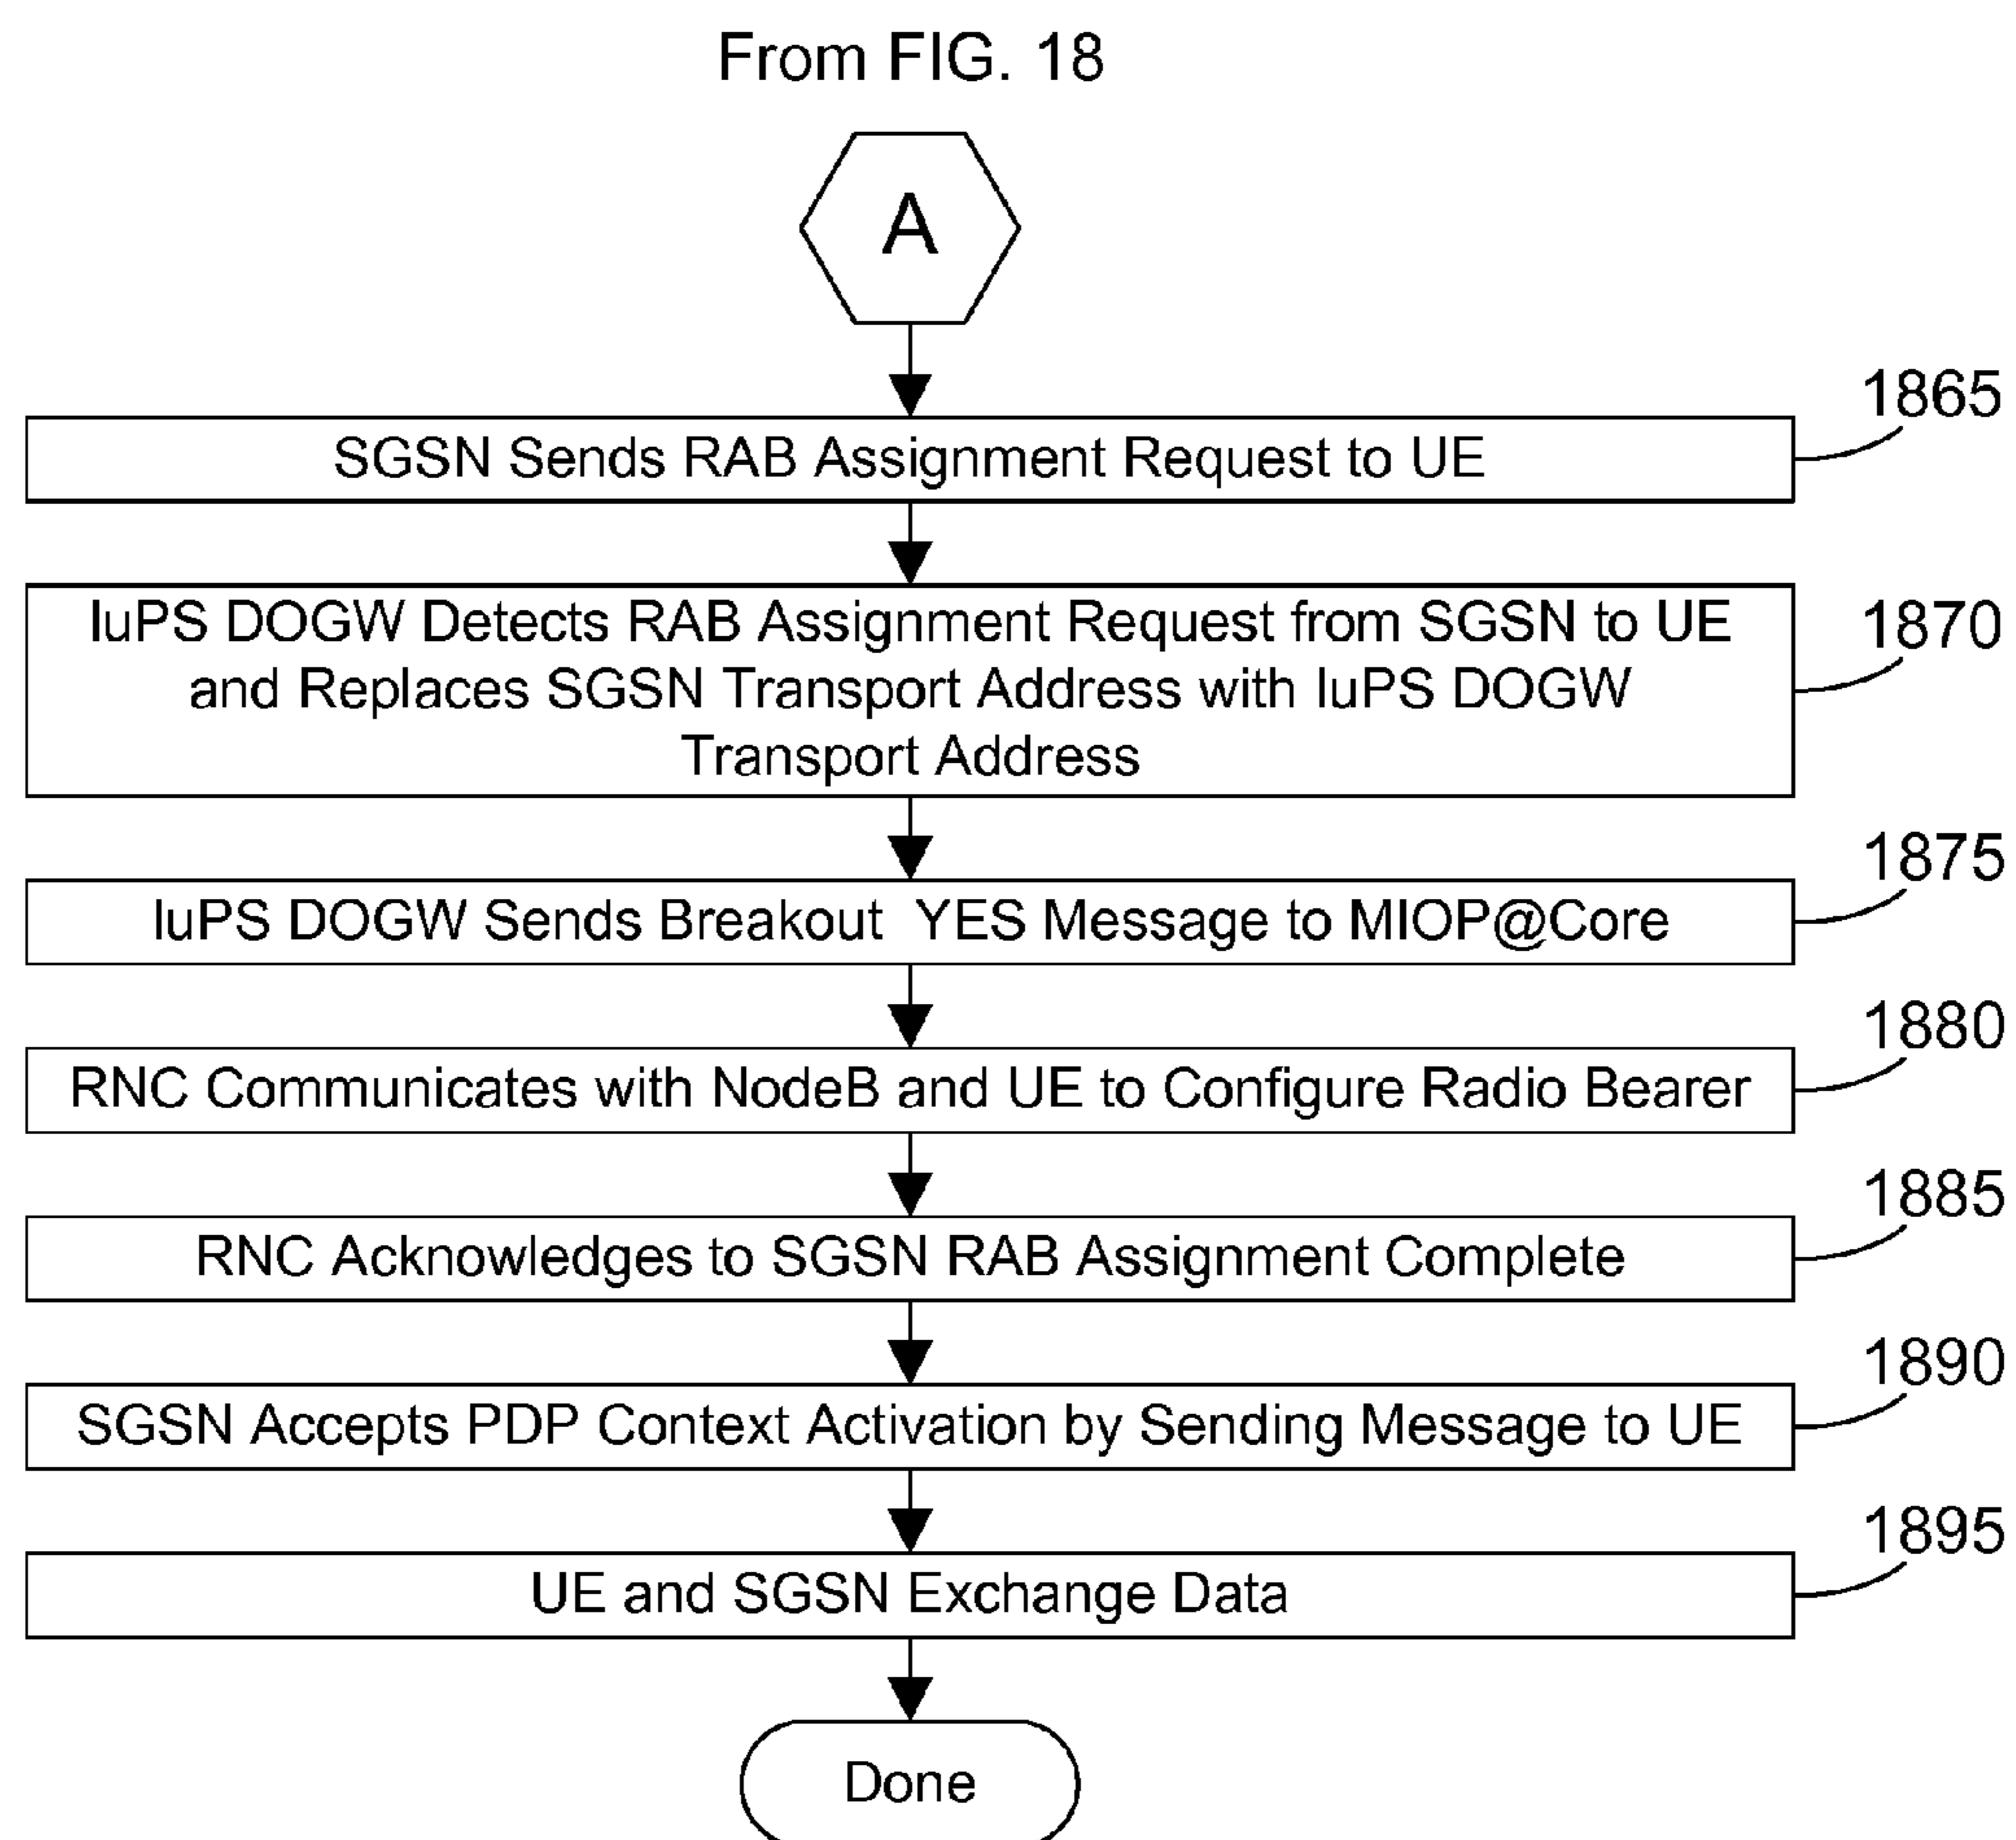 From FIG. 18
A
1865
SGSN Sends RAB Assignment Request to UE
IuPS DOGW Detects RAB Assignment Request from SGSN to UE
1870
and Replaces SGSN Transport Address with IuPS DOGW
Transport Address
1875
IuPS DOGW Sends Breakout YES Message to MIOP@Core
1880
RNC Communicates with NodeB and UE to Configure Radio Bearer
1885
RNC Acknowledges to SGSN RAB Assignment Complete
1890
SGSN Accepts PDP Context Activation by Sending Message to UE
1895
UE and SGSN Exchange Data
Done